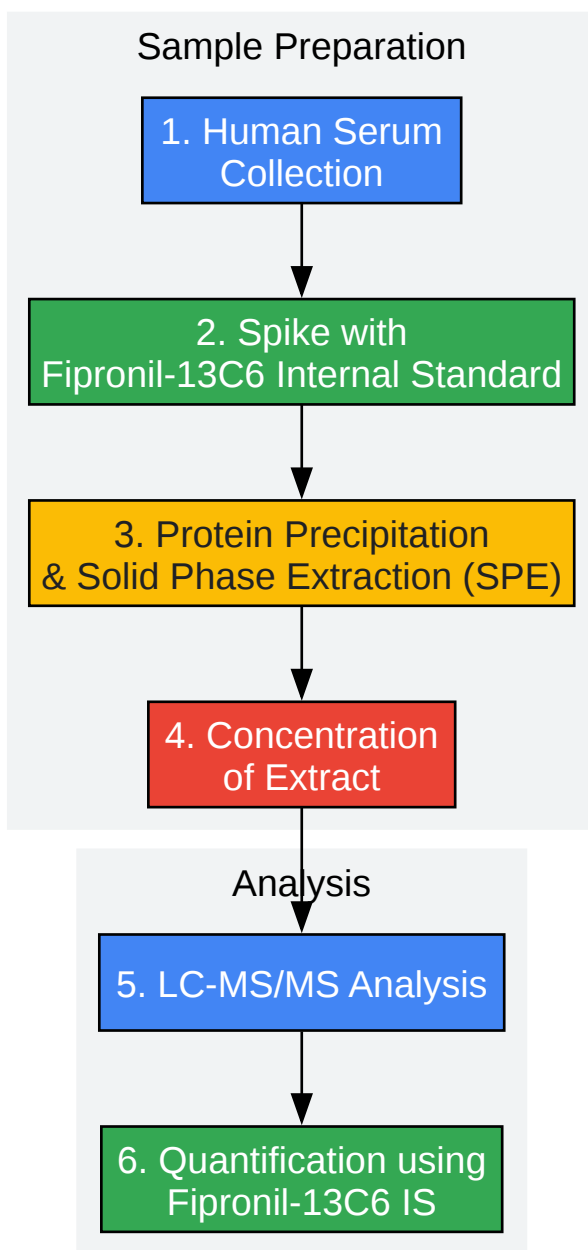 Sample Preparation
1. Human Serum
Collection
2. Spike with
Fipronil-13C6 Internal Standard
3. Protein Precipitation
& Solid Phase Extraction (SPE)
4. Concentration
of Extract
Analysis
5. LC-MS/MS Analysis
6. Quantification using
Fipronil-13C6 IS